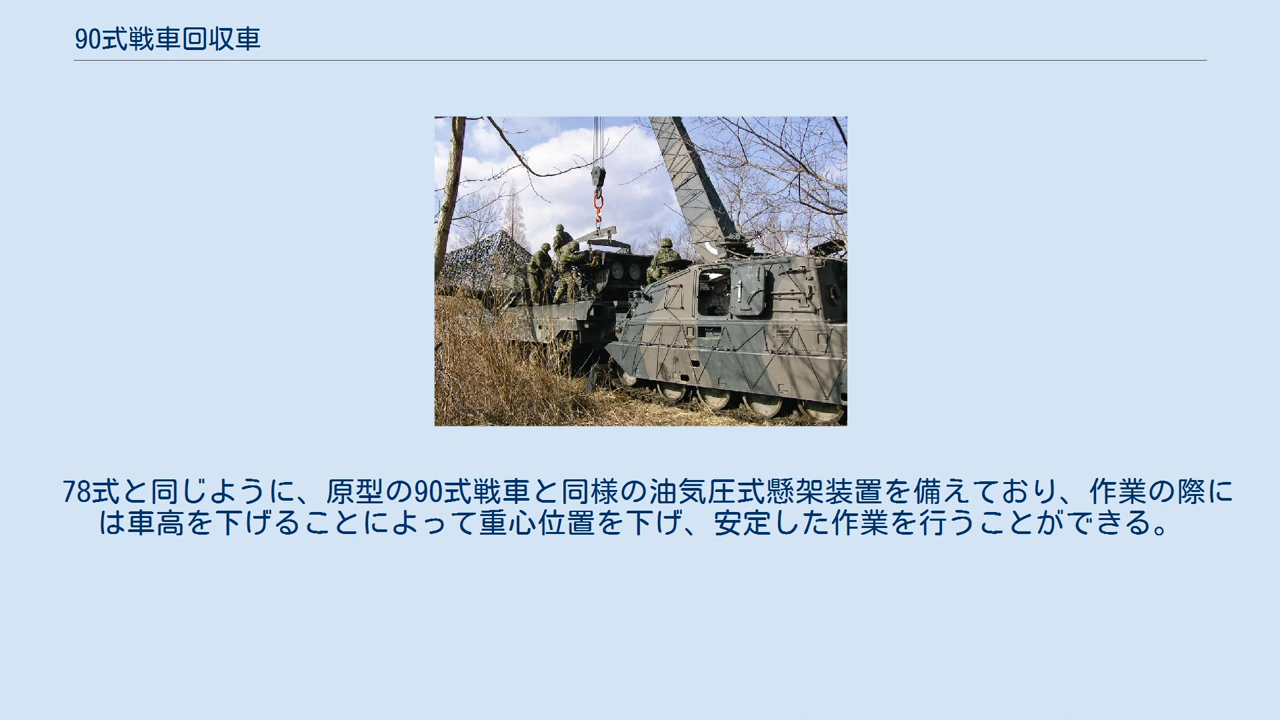 90式戦車回収車
78式と同じように、原型の90式戦車と同様の油気圧式懸架装置を備えており、作業の際に
は車高を下げることによって重心位置を下げ、安定した作業を行うことができる。